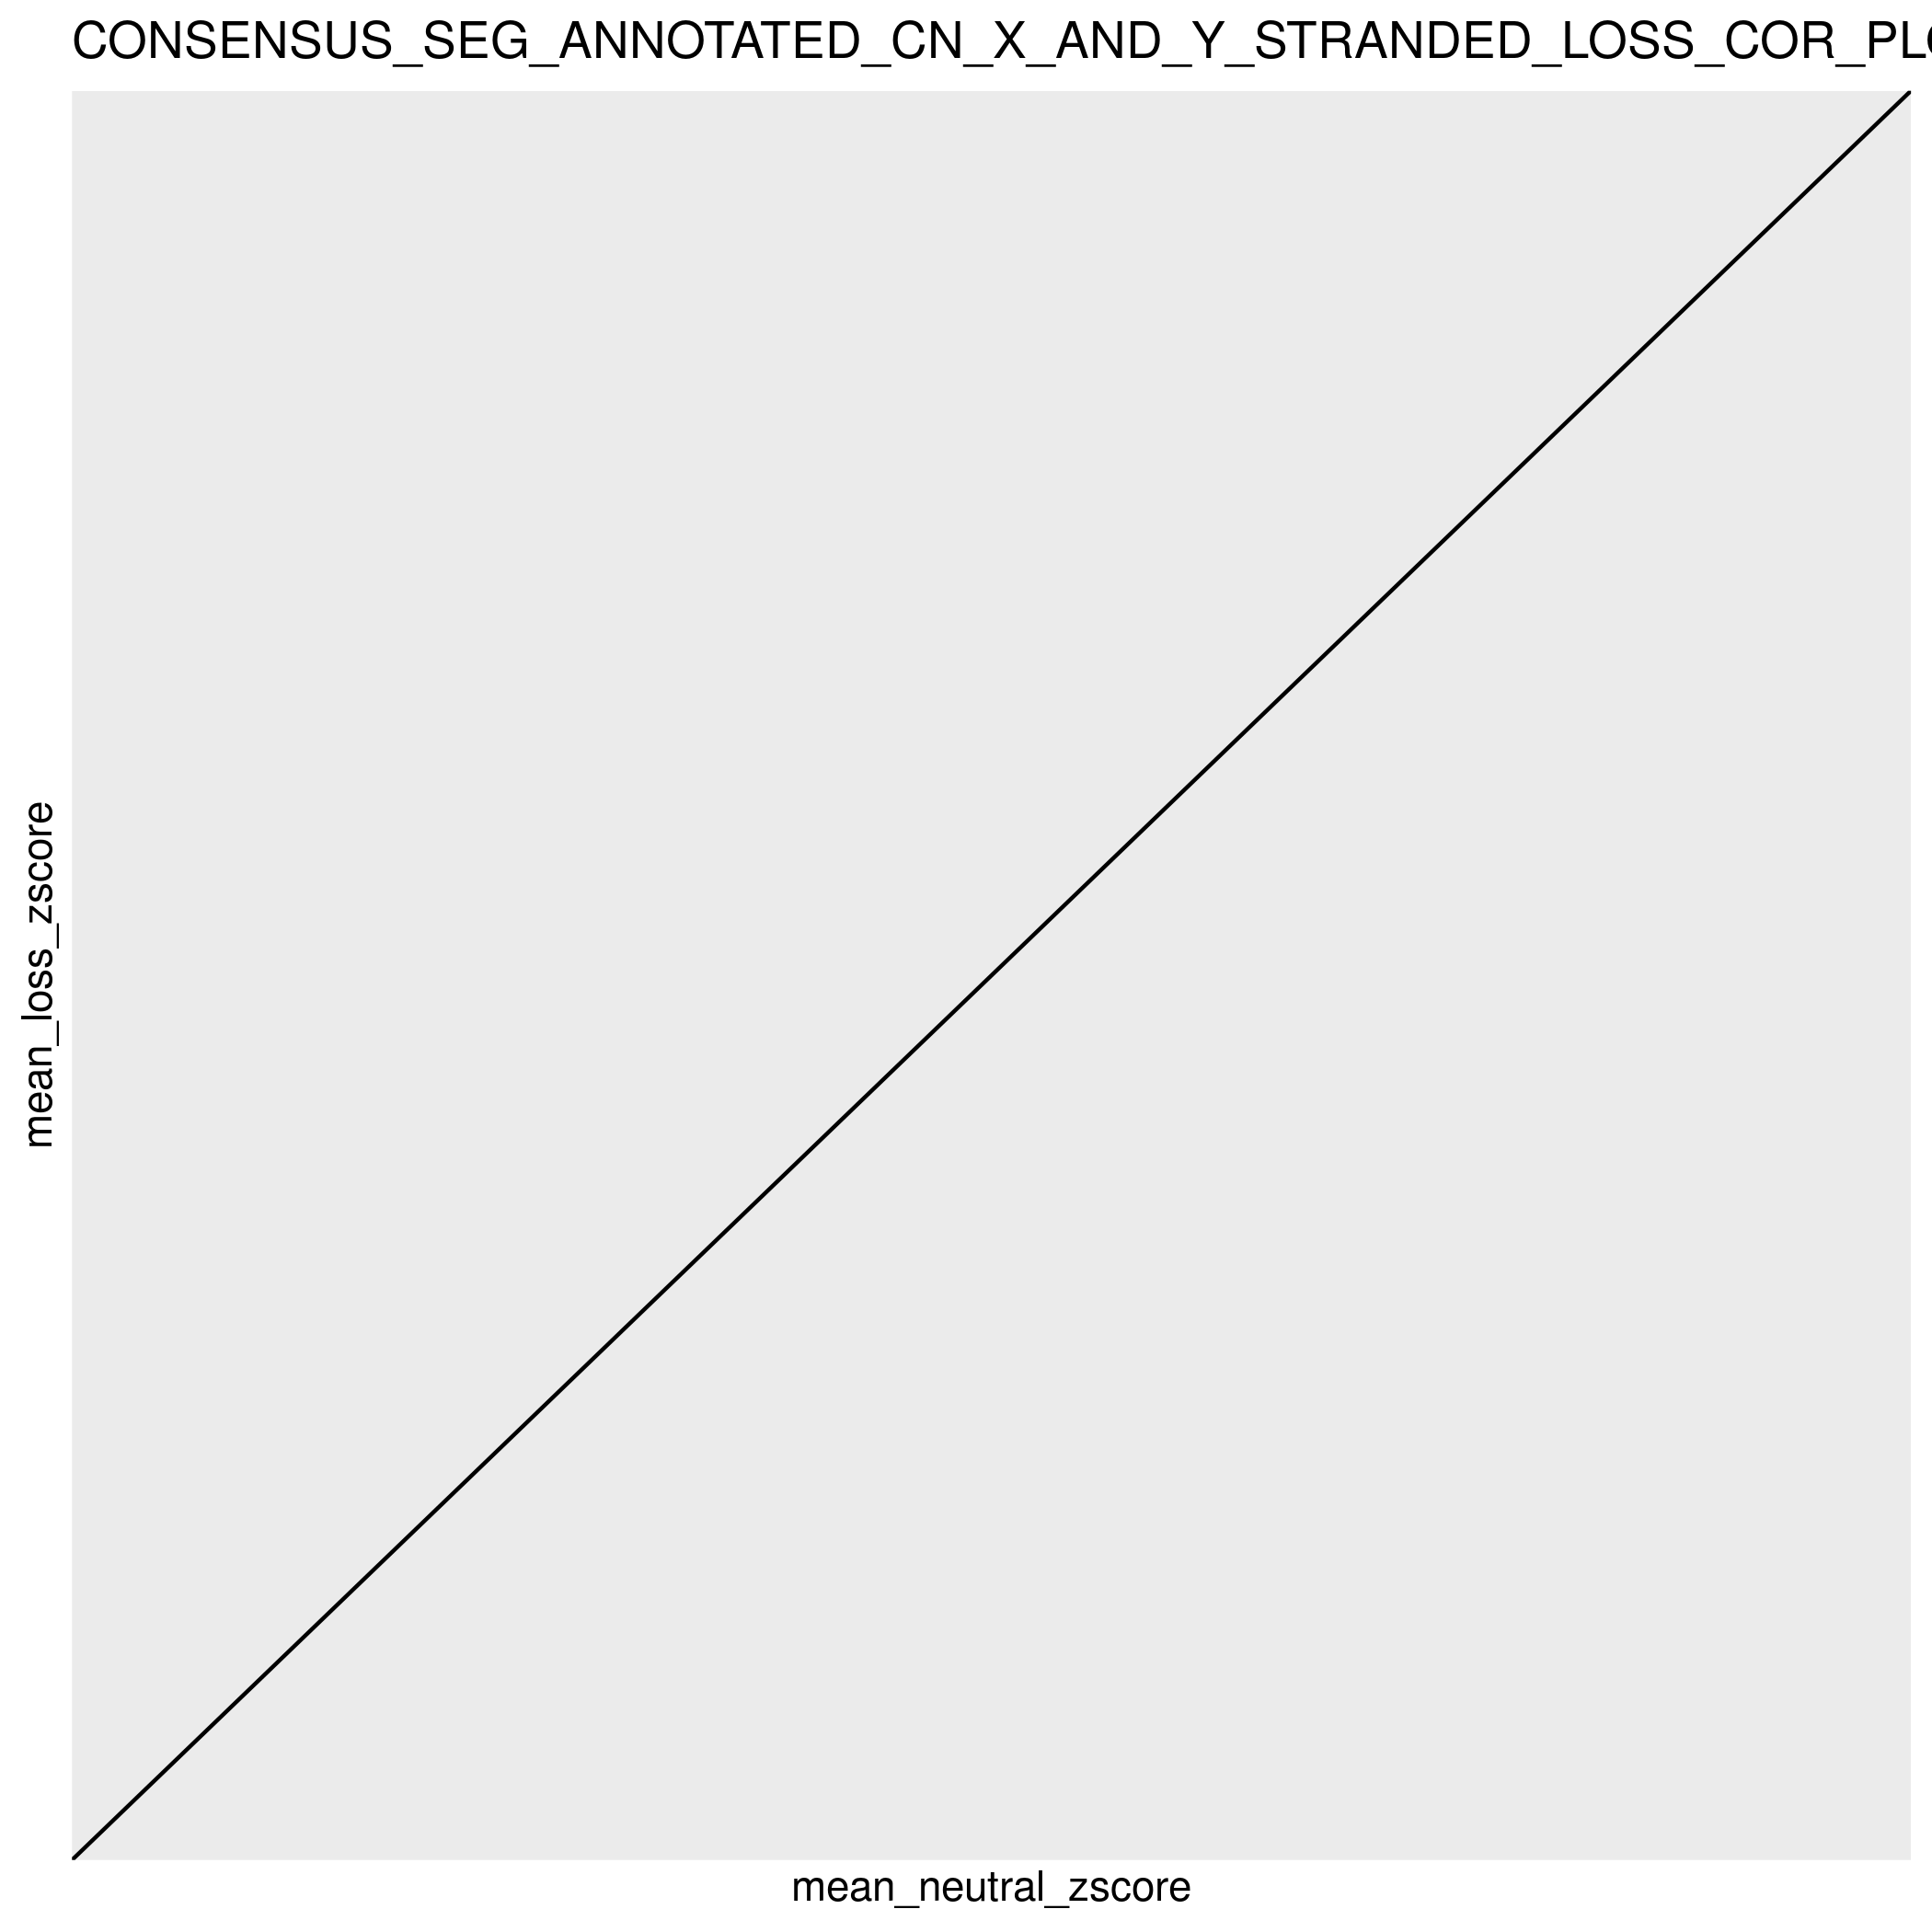 CONSENSUS_SEG_ANNOTATED_CN_X_AND_Y_STRANDED_LOSS_COR_PL
mean_loss_zscore
mean_neutral_zscore